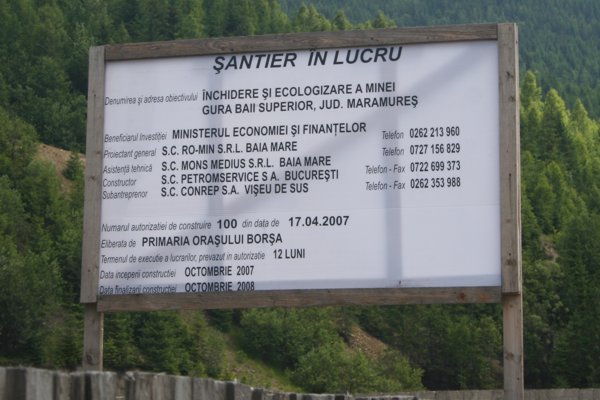 ŞANTIER ÎN LUCRU
Denumirea şi adresa obiectivului ÎNCHIDERE ŞI ECOLOGIZARE A MINEI
GURA BAII SUPERIOR, JUD. MARAMUREŞ
Beneficiarul Investiţiei MINISTERUL ECONOMIEI ŞI FINANŢELOR Telefon 0262 213 960
Proiectant general S.C. RO-MIN S.R.L. BAIA MARE Telefon 0727 156 829
Asistenţă tehnică S.C. MONS MEDIUS S.R.L. BAIA MARE Telefon - Fax 0722 699 373
Constructor S.C. PETROMSERVICE S A. BUCUREŞTI Telefon - Fax 0262 353 988
Subantreprenor S.C. CONREP S.A. VIŞEU DE SUS
Numarul autorizatiei de construire 100 din data de 17.04.2007
Eliberata de PRIMARIA ORAŞULUI BORŞA
Termenul de executie a lucrarilor, prevazut in autorizatie 12 LUNI
Data inceperii constructiei OCTOMBRIE 2007
Data finalizarii constructiei OCTOMBRIE 2008